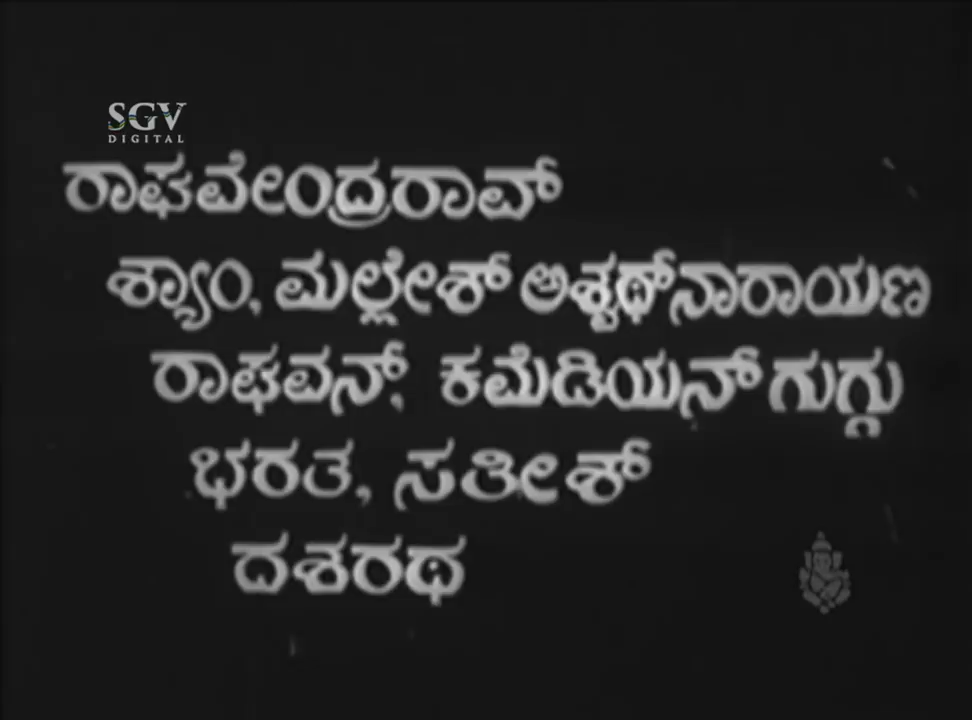 SGV
DIGITAL
ರಾಘವೇಂದ್ರರಾವ್
ಶ್ಯಾಂ, ಮಲ್ಲೇಶ್ ಅಶ್ವಥ್‌ನಾರಾಯಣ
ರಾಘವನ್, ಕಮೆಡಿಯನ್ ಗುಗ್ಗು
ಭರತ, ಸತೀಶ್
ದಶರಥ